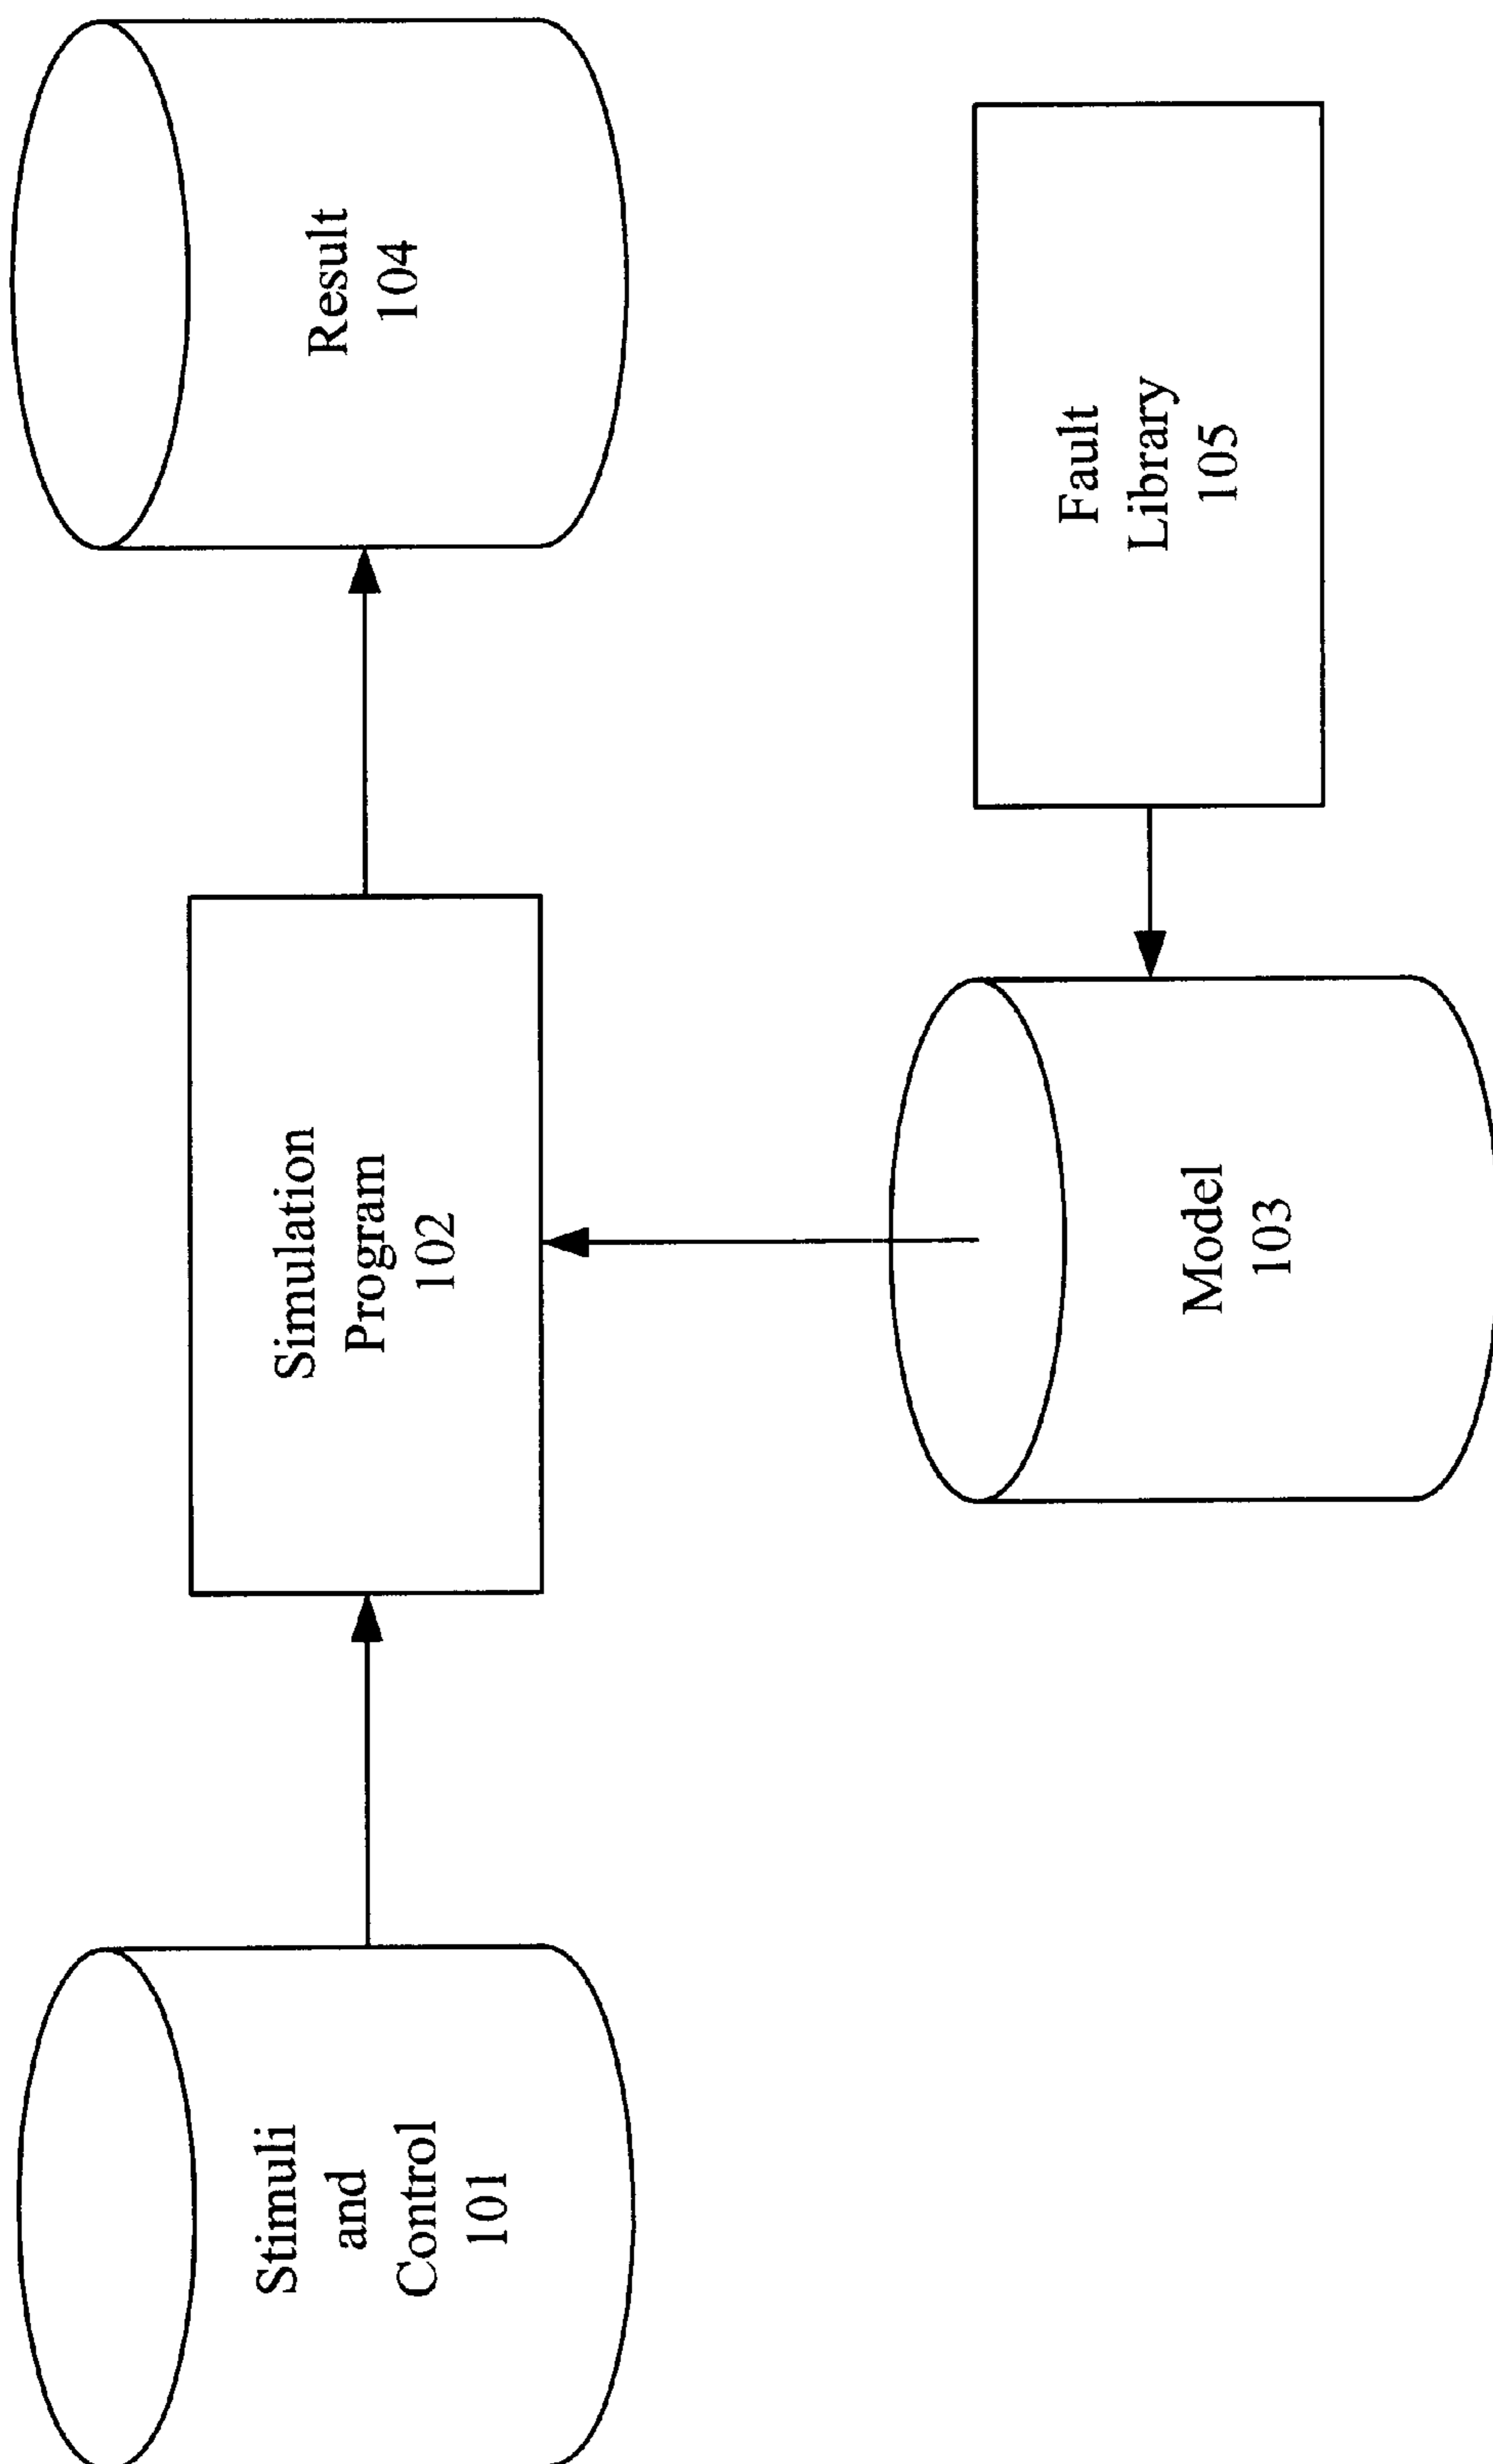 Stimuli
and
Control
101
Simulation
Program
102
Result
104
Model
103
Fault
Library
105